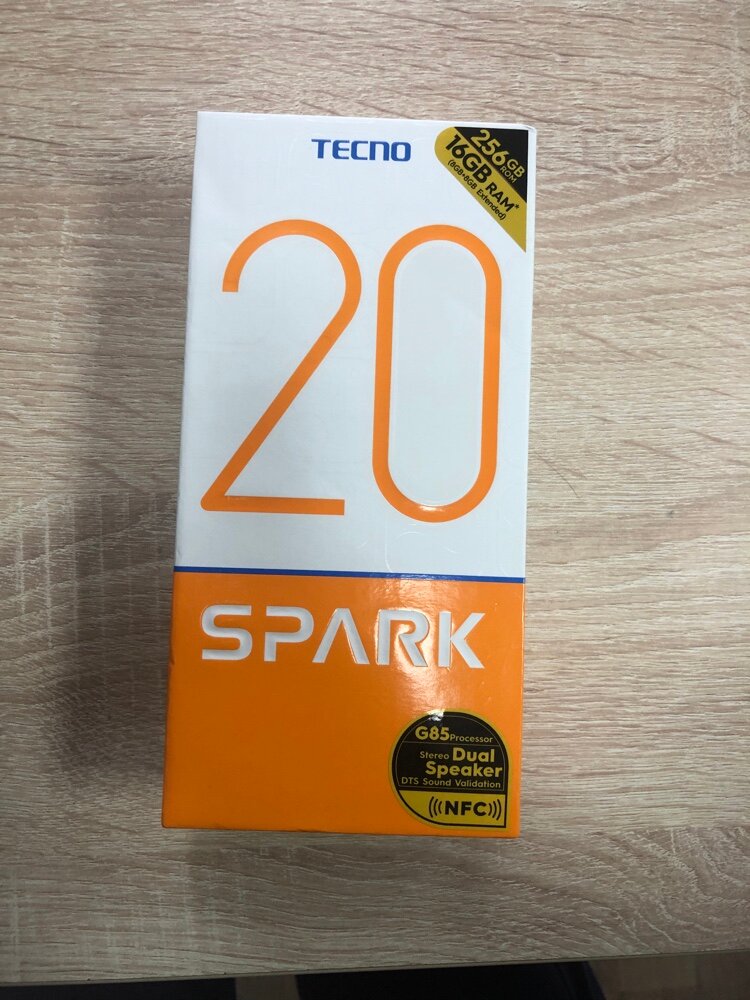 TECNO
256GB
ROM
16GB RAM*
(8GB+8GB Extended)
20
SPARK
G85 Processor
Stereo Dual
Speaker
DTS Sound Validation
(((NFC)))